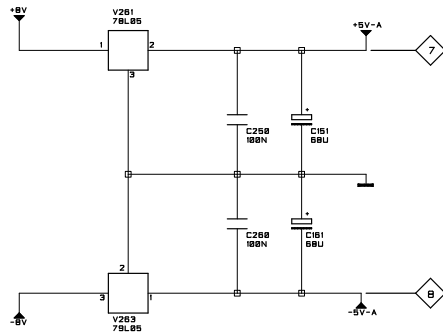 +8V
V261
78L05
1
2
3
+5V-A
7
C250
100N
+
C151
68U
C260
100N
+
C161
68U
2
3
1
-8V
V263
79L05
-5V-A
8